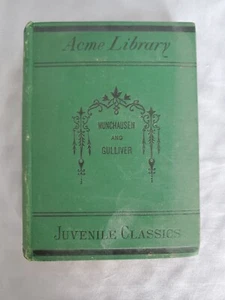 Acme Library
MUNCHAUSEN
AND
GULLIVER
JUVENILE CLASSICS